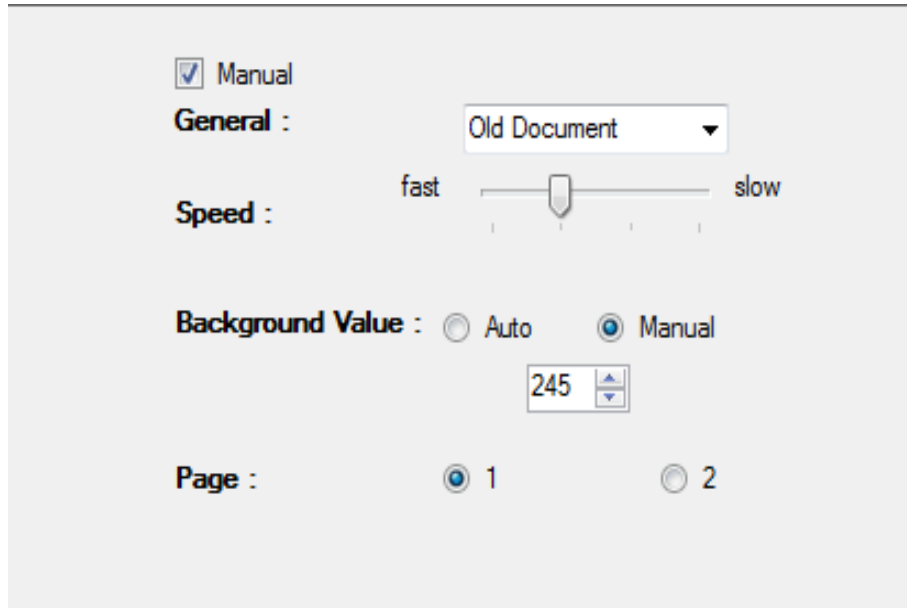 Manual
General :
Old Document
fast
slow
Speed :
Background Value :
Auto
Manual
245
Page :
1
2